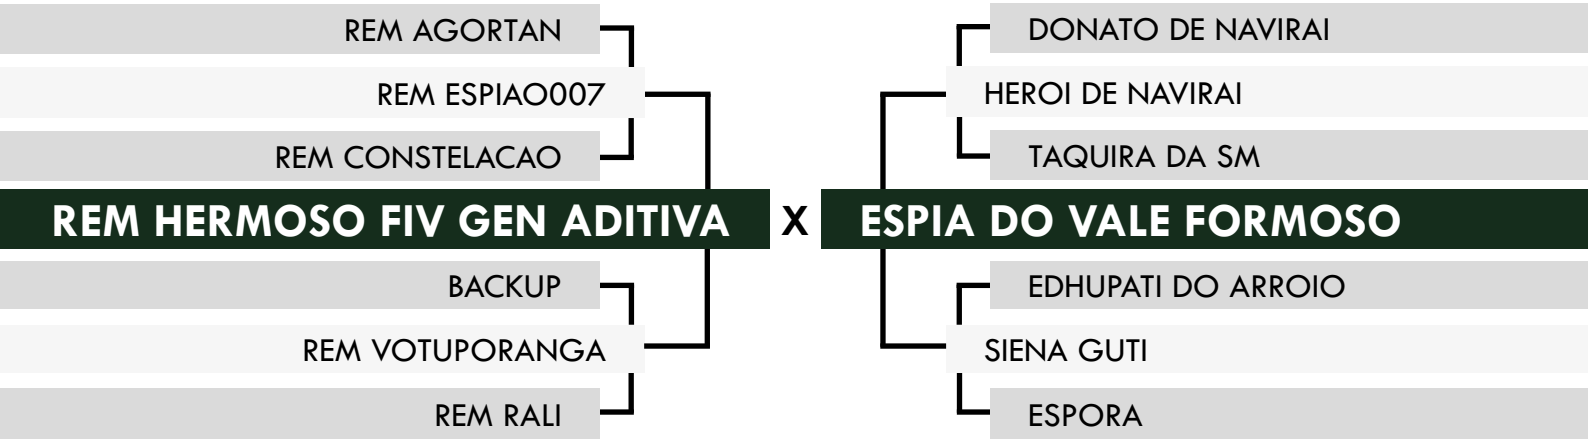 REM AGORTAN
REM ESPIAO007
REM CONSTELACAO
REM HERMOSO FIV GEN ADITIVA
BACKUP
REM VOTUPORANGA
REM RALI
X
DONATO DE NAVIRAI
HEROI DE NAVIRAI
TAQUIRA DA SM
ESPIA DO VALE FORMOSO
EDHUPATI DO ARROIO
SIENA GUTI
ESPORA